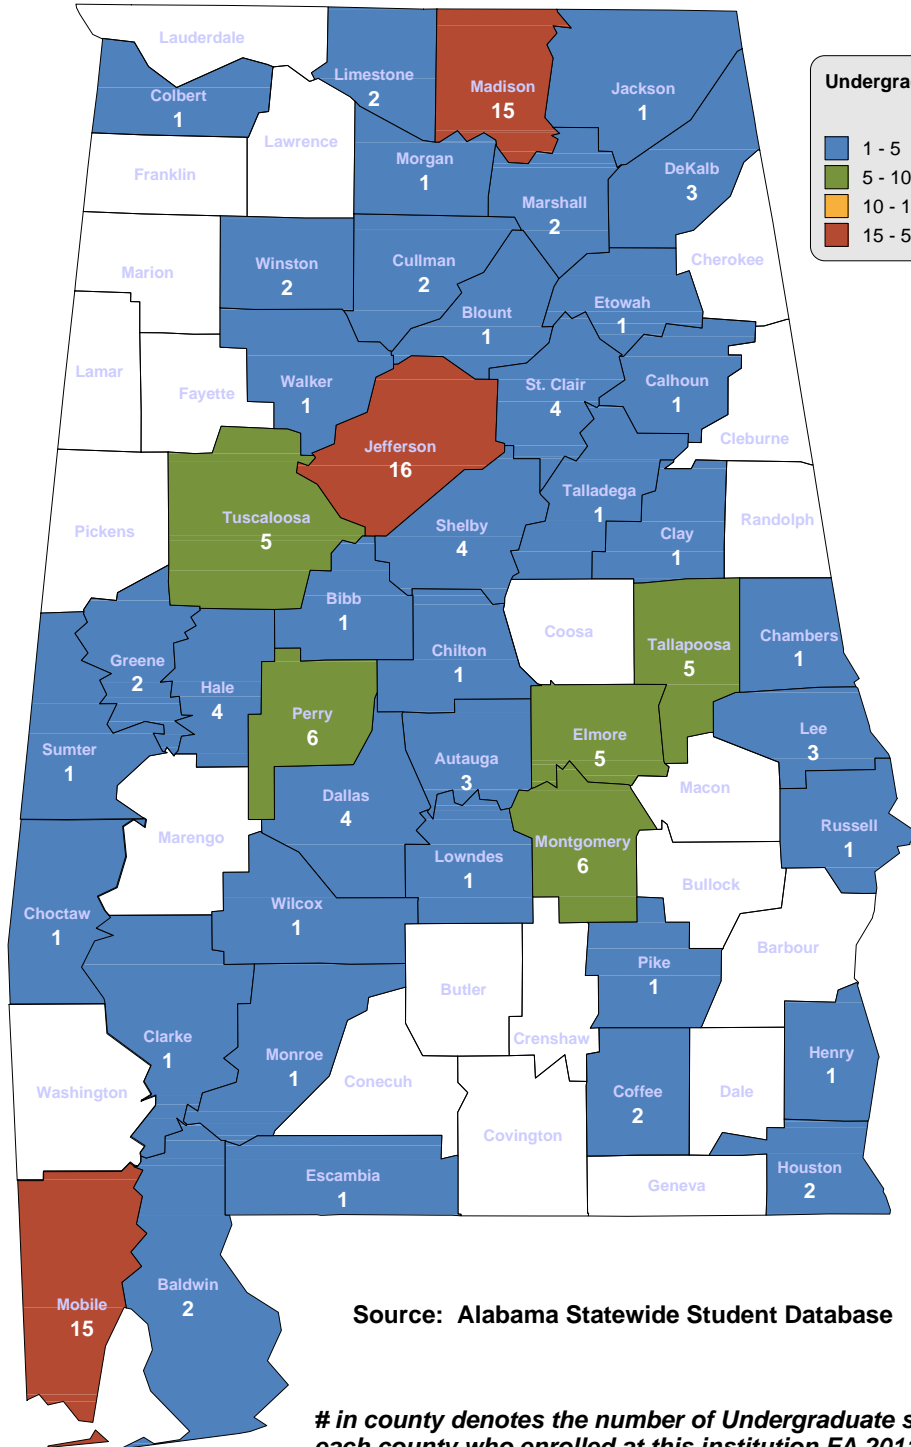 Lauderdale
Limestone
2
Madison
15
Jackson
1
Colbert
1
Undergra
1 - 5
5 - 10
10 - 1
15 - 5
Lawrence
Franklin
Morgan
1
DeKalb
3
Marshall
2
Marion
Winston
2
Cullman
2
Cherokee
Blount
1
Etowah
1
Lamar
Fayette
Walker
1
St. Clair
4
Calhoun
1
Jefferson
16
Cleburne
Talladega
1
Pickens
Tuscaloosa
5
Shelby
4
Clay
1
Randolph
Bibb
1
Coosa
Tallapoosa
5
Chambers
1
Greene
2
Hale
4
Chilton
1
Perry
6
Elmore
5
Lee
3
Sumter
1
Autauga
3
Macon
Dallas
4
Marengo
Lowndes
1
Montgomery
6
Russell
1
Bullock
Choctaw
1
Wilcox
1
Barbour
Pike
1
Butler
Clarke
1
Crenshaw
Monroe
1
Henry
1
Washington
Conecuh
Coffee
2
Dale
Covington
Escambia
1
Geneva
Houston
2
Baldwin
2
Mobile
15
Source: Alabama Statewide Student Database
# in county denotes the number of Undergraduate s